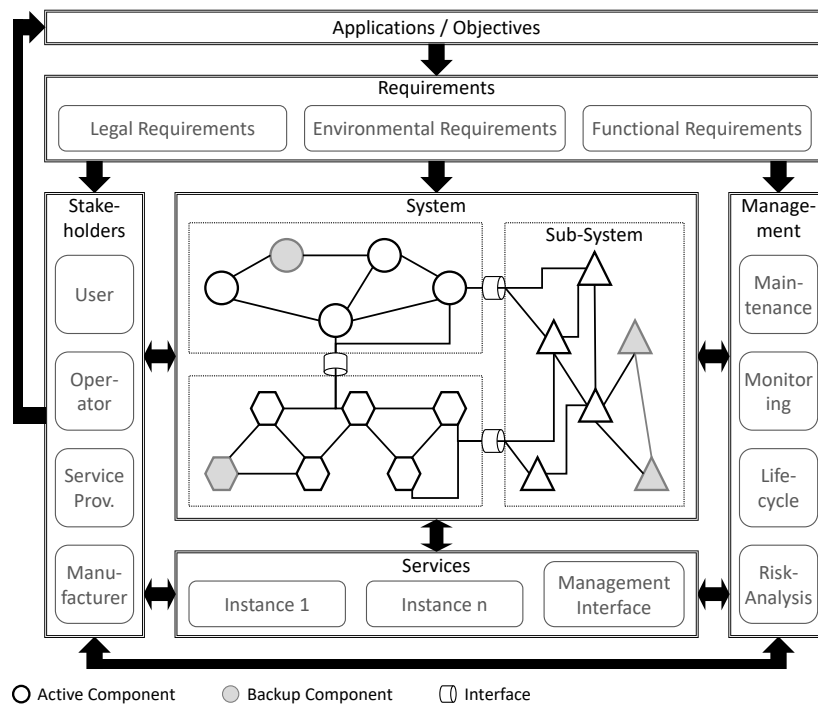 Applications / Objectives
Requirements
Legal Requirements
Environmental Requirements
Functional Requirements
Stake-
holders
User
Oper-
ator
Service
Prov.
Manu-
facturer
System
Sub-System
Services
Instance 1
Instance n
Management
Interface
Manage-
ment
Main-
tenance
Monitor
ing
Life-
cycle
Risk-
Analysis
Active Component
Backup Component
Interface